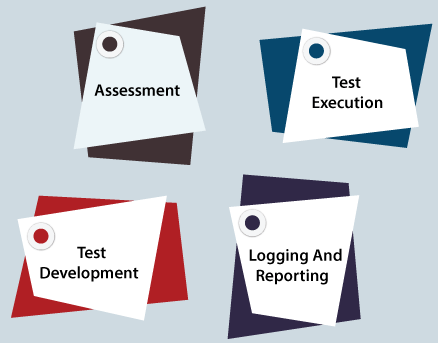 Assessment
Test
Execution
Test
Development
Logging And
Reporting